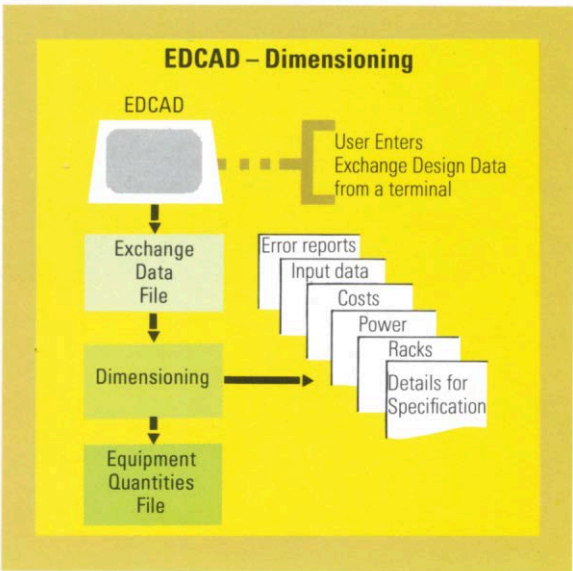 EDCAD – Dimensioning
EDCAD
User Enters
Exchange Design Data
from a terminal
Exchange
Data
File
Error reports
Input data
Costs
Power
Racks
Details for
Specification
Dimensioning
Equipment
Quantities
File